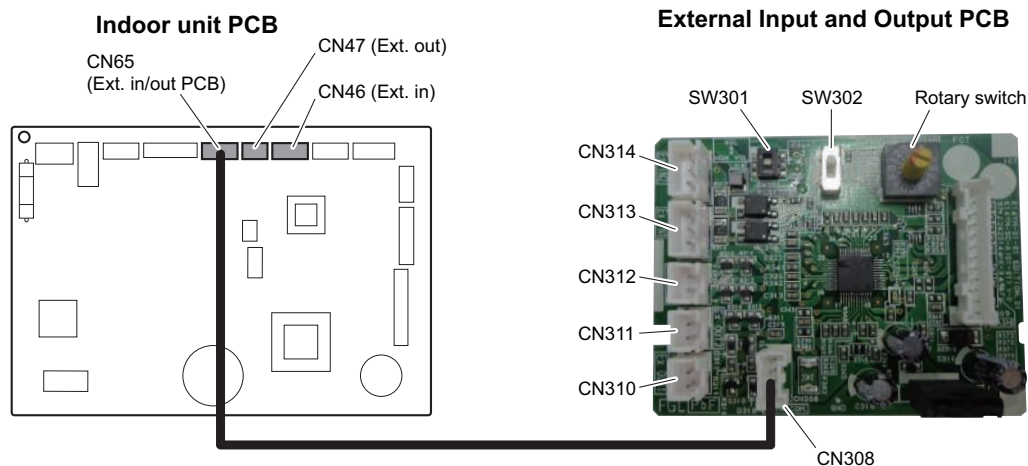 Indoor unit PCB
External Input and Output PCB
CN65
(Ext. in/out PCB)
CN47 (Ext. out)
CN46 (Ext. in)
SW301
SW302
Rotary switch
CN314
CN313
CN312
CN311
CN310
CN308